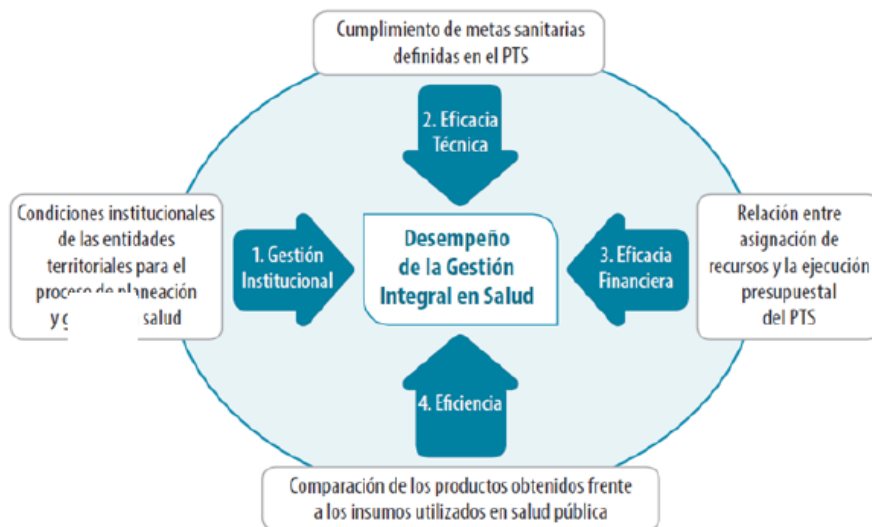 Cumplimiento de metas sanitarias
definidas en el PTS
2. Eficacia
Técnica
Condiciones institucionales
de las entidades
territoriales para el
proceso de planeación
y salud
1. Gestión
Institucional
Desempeño
de la Gestión
Integral en Salud
3. Eficacia
Financiera
Relación entre
asignación de
recursos y la ejecución
presupuestal
del PTS
4. Eficiencia
Comparación de los productos obtenidos frente
a los insumos utilizados en salud pública